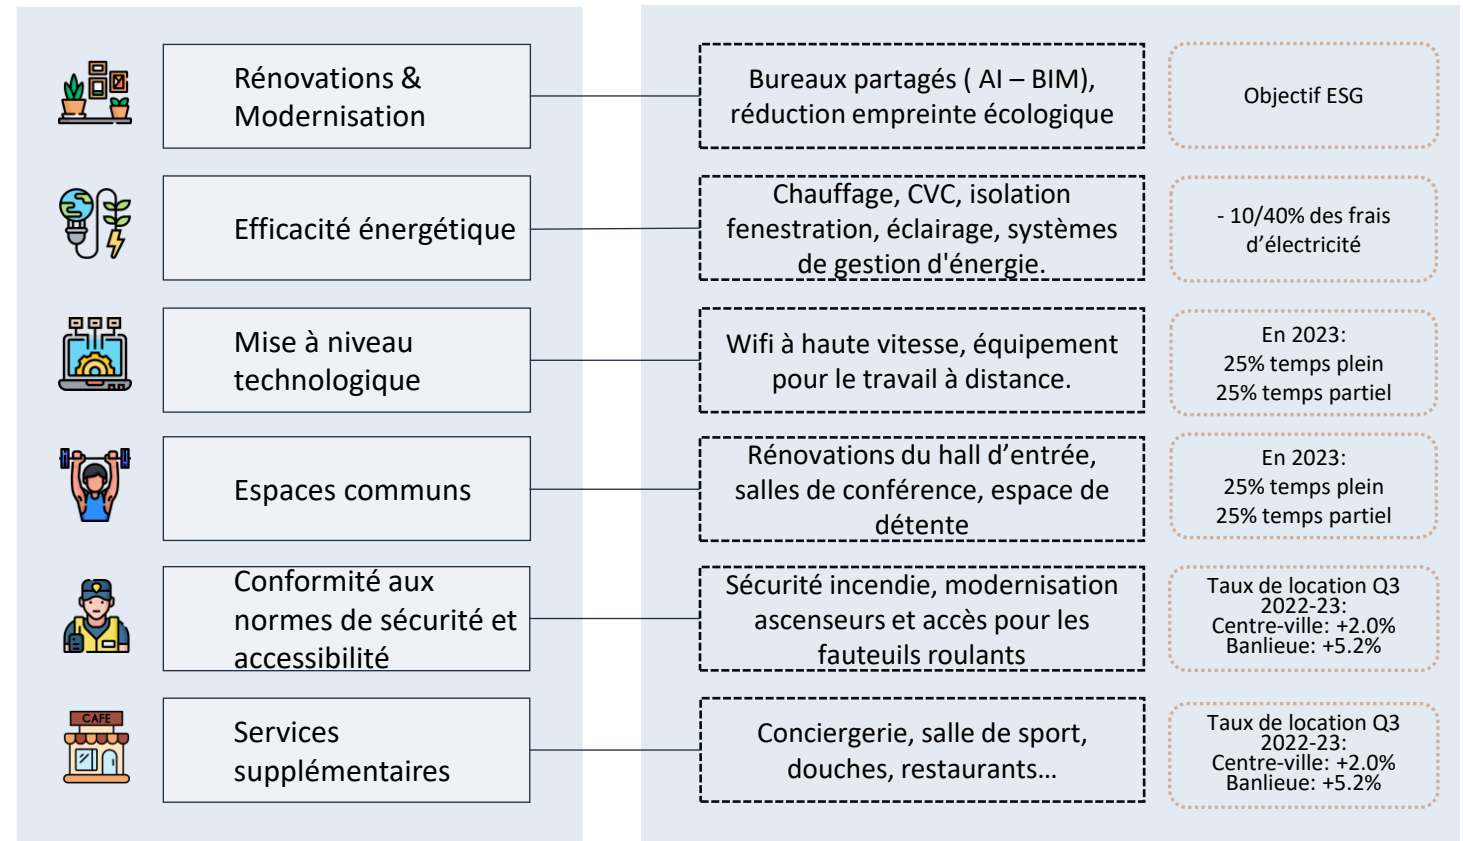 Rénovations &
Modernisation
Bureaux partagés ( AI – BIM),
réduction empreinte écologique
Objectif ESG
Efficacité énergétique
Chauffage, CVC, isolation
fenestration, éclairage, systèmes
de gestion d'énergie.
- 10/40% des frais
d’électricité
Mise à niveau
technologique
Wifi à haute vitesse, équipement
pour le travail à distance.
En 2023:
25% temps plein
25% temps partiel
Espaces communs
Rénovations du hall d’entrée,
salles de conférence, espace de
détente
En 2023:
25% temps plein
25% temps partiel
Conformité aux
normes de sécurité et
accessibilité
Sécurité incendie, modernisation
ascenseurs et accès pour les
fauteuils roulants
Taux de location Q3
2022-23:
Centre-ville: +2.0%
Banlieue: +5.2%
CAFE
Services
supplémentaires
Conciergerie, salle de sport,
douches, restaurants…
Taux de location Q3
2022-23:
Centre-ville: +2.0%
Banlieue: +5.2%